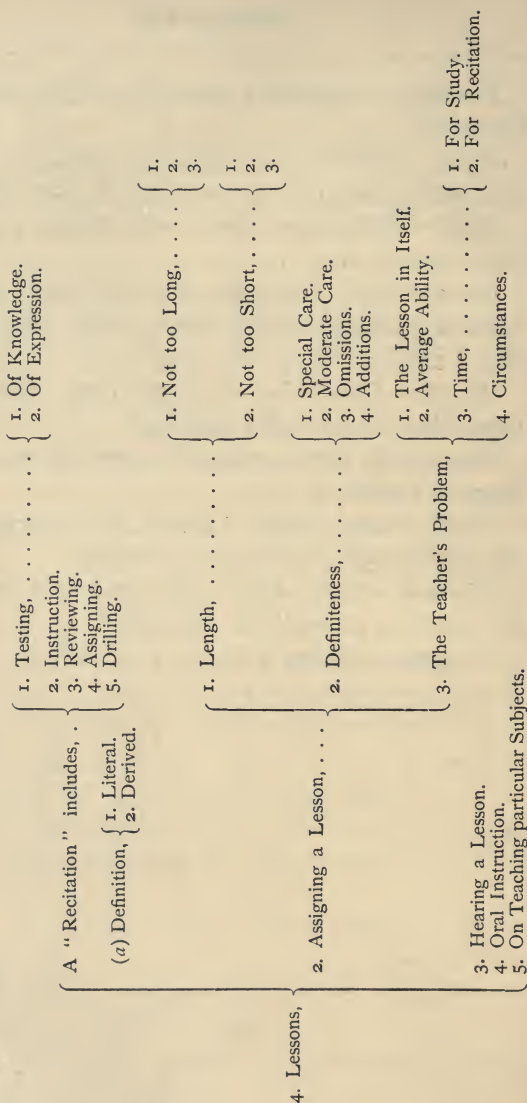 4. Lessons,
A "Recitation" includes, .
1. Testing, . . . . . . . . .
1. Of Knowledge.
2. Of Expression.
2. Instruction.
3. Reviewing.
4. Assigning.
5. Drilling.
(a) Definition,
1. Literal.
2. Derived.
2. Assigning a Lesson, . . .
1. Length, . . . . . . . . .
1. Not too Long, . . . .
1.
2.
3.
2. Not too Short, . . . .
1.
2.
3.
2. Definiteness, . . . . . . .
1. Special Care.
2. Moderate Care.
3. Omissions.
4. Additions.
3. The Teacher's Problem,
1. The Lesson in Itself.
2. Average Ability.
3. Time, . . . . . . . . .
1. For Study.
2. For Recitation.
4. Circumstances.
3. Hearing a Lesson.
4. Oral Instruction.
5. On Teaching particular Subjects.